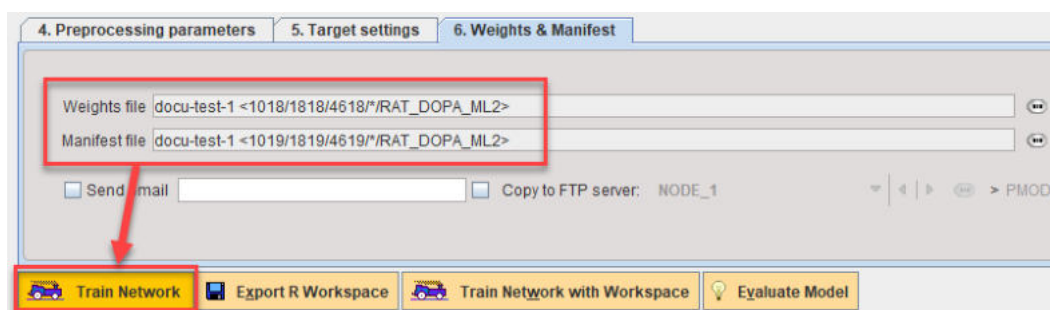 4. Preprocessing parameters 5. Target settings 6. Weights & Manifest
Weights file docu-test-1 <1018/1818/4618/*/RAT_DOPA_ML2>
Manifest file docu-test-1 <1019/1819/4619/*/RAT_DOPA_ML2>
Send email Copy to FTP server: NODE_1 > PMOD
Train Network Export R Workspace Train Network with Workspace Evaluate Model